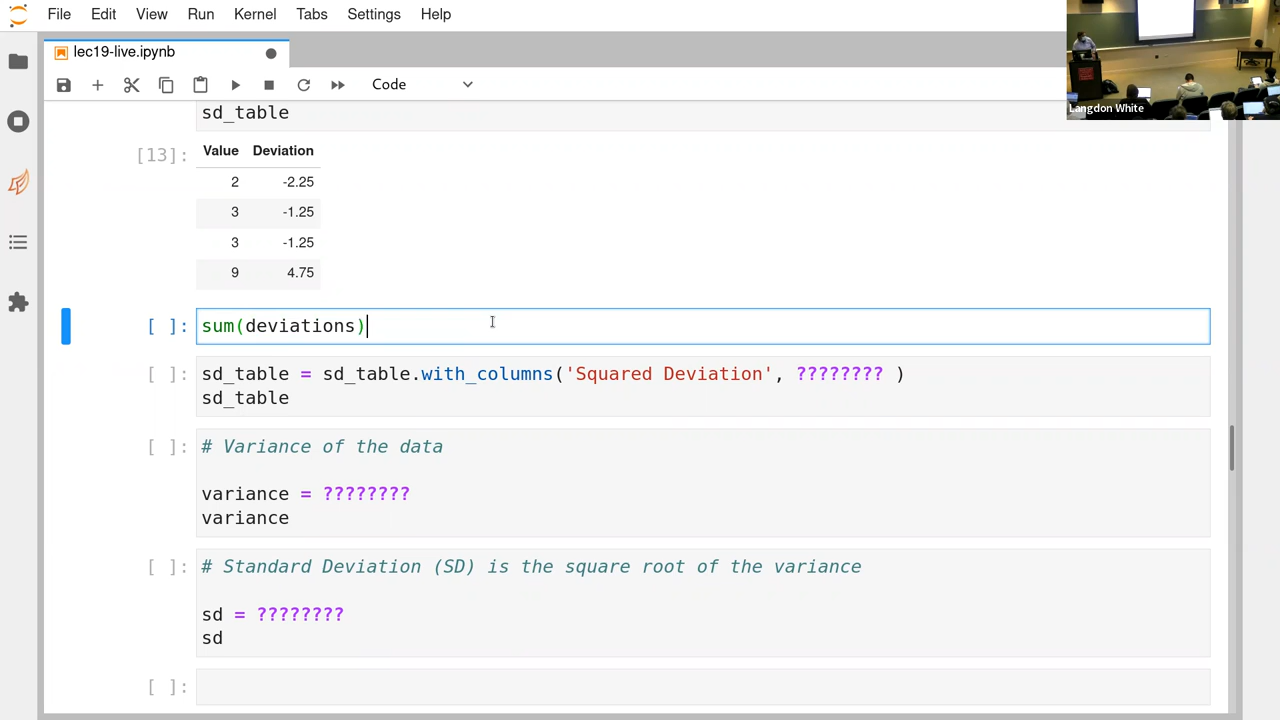 File Edit View Run Kernel Tabs Settings Help
lec19-live.ipynb
Code
Langdon White
sd_table
[13]:
Value Deviation
2 -2.25
3 -1.25
3 -1.25
9 4.75
[ ]: sum(deviations)
[ ]: sd_table = sd_table.with_columns('Squared Deviation', ???????? )
sd_table
[ ]: # Variance of the data
variance = ????????
variance
[ ]: # Standard Deviation (SD) is the square root of the variance
sd = ????????
sd
[ ]: